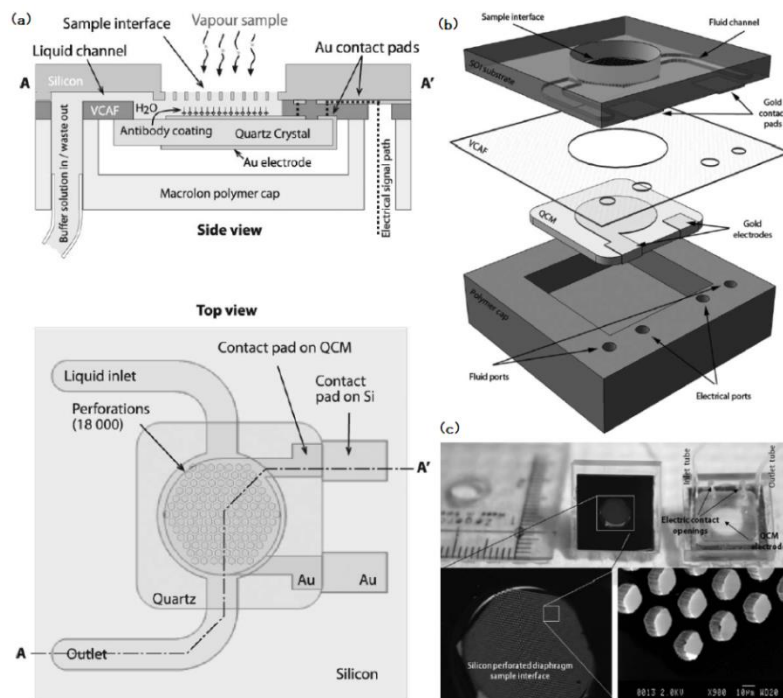 (a)
Sample interface
Vapour sample
Liquid channel
Au contact pads
A
A'
Silicon
VCAF
H2O
Antibody coating
Quartz Crystal
Au electrode
Macrolon polymer cap
Buffer solution in / waste out
Electrical signal path
Side view
Top view
Liquid inlet
Perforations
(18 000)
Contact pad on QCM
Contact
pad on Si
A'
Quartz
Au
Au
A
Outlet
Silicon
(b)
Sample interface
Fluid channel
SOI substrate
Gold
contact
pads
VCAF
QCM
Gold
electrodes
Polymer cap
Fluid ports
Electrical ports
(c)
Inlet tube
Outlet tube
Electric contact
openings
QCM
electrode
Silicon perforated diaphragm
sample interface
8013 2.0KV X900 10µm WD20